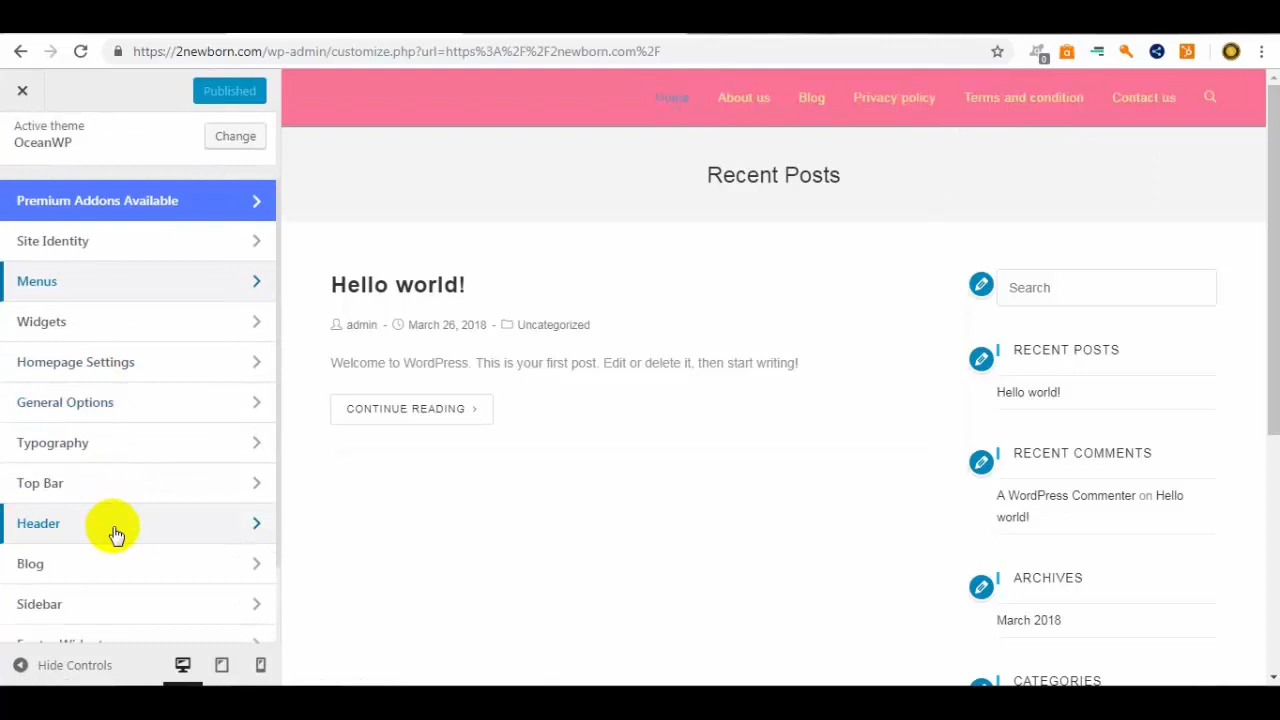 https://2newborn.com/wp-admin/customize.php?url=https%3A%2F%2F2newborn.com%2F
0
Published
Active theme
OceanWP
Change
Premium Addons Available
Site Identity
Menus
Widgets
Homepage Settings
General Options
Typography
Top Bar
Header
Blog
Sidebar
Hide Controls
Home About us Blog Privacy policy Terms and condition Contact us
Recent Posts
Hello world!
admin - March 26, 2018 - Uncategorized
Welcome to WordPress. This is your first post. Edit or delete it, then start writing!
CONTINUE READING
Search
RECENT POSTS
Hello world!
RECENT COMMENTS
A WordPress Commenter on Hello
world!
ARCHIVES
March 2018
CATEGORIES